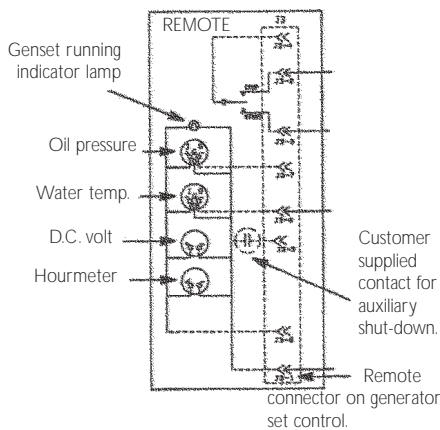 REMOTE
J3
Genset running
indicator lamp
Oil pressure
Water temp.
D.C. volt
Hourmeter
Customer
supplied
contact for
auxiliary
shut-down.
Remote
connector on generator
set control.